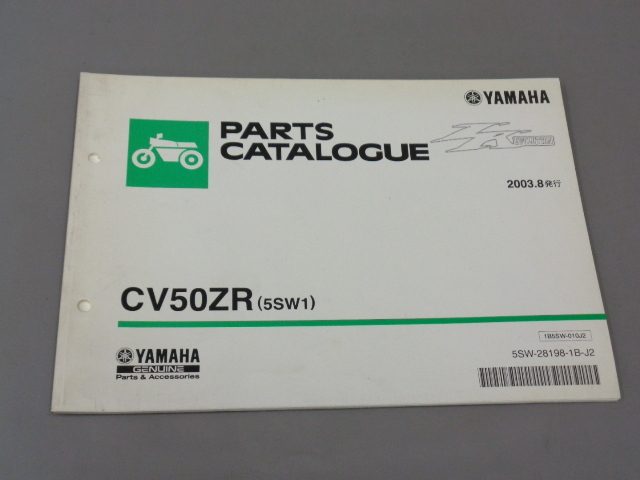 YAMAHA
PARTS
CATALOGUE
2003.8発行
CV50ZR (5SW1)
1B5SW-010J2
5SW-28198-1B-J2
YAMAHA
GENUINE
Parts & Accessories